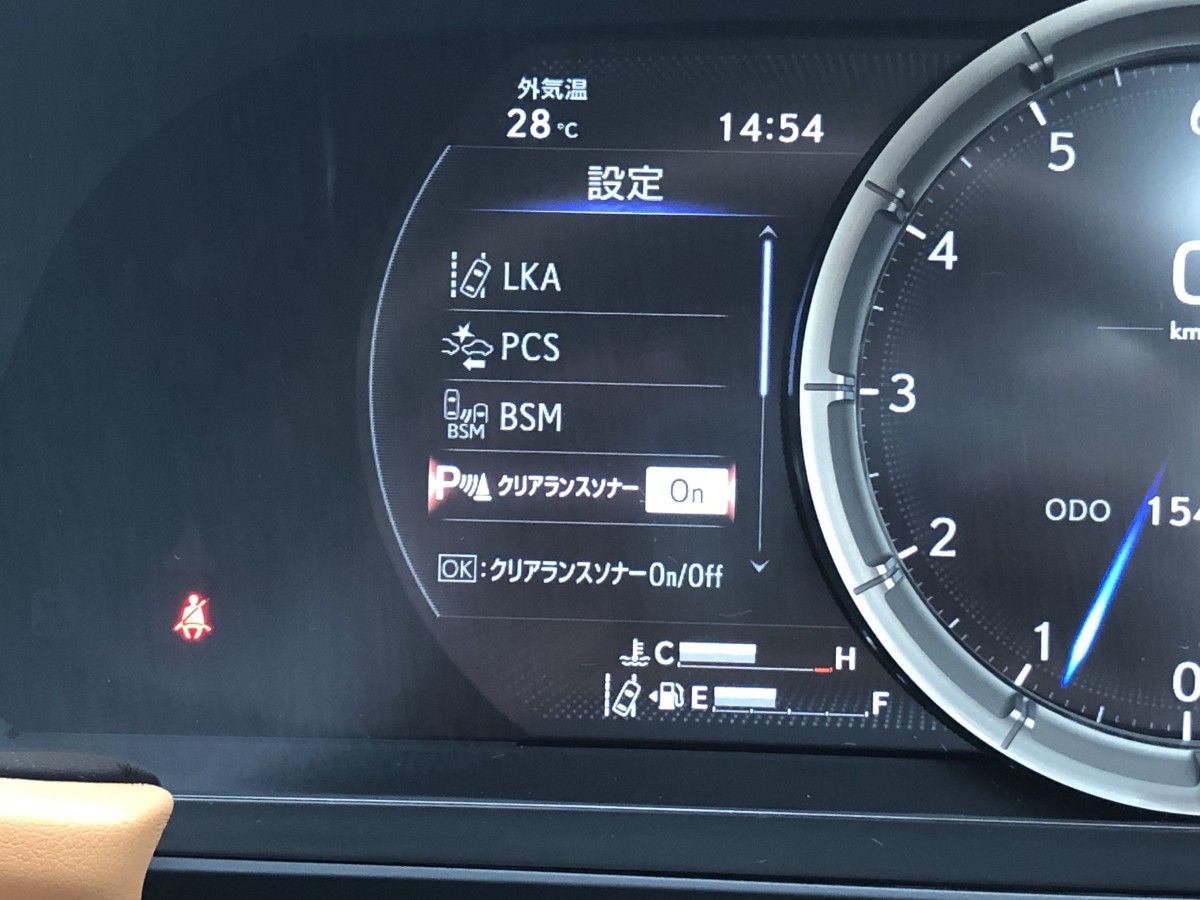 外気温
28℃
14:54
設定
LKA
PCS
BSM
BSM
P
クリアランスソナー
On
OK:クリアランスソナーOn/Off
C
H
E
F
5
4
3
2
1
0
km
ODO